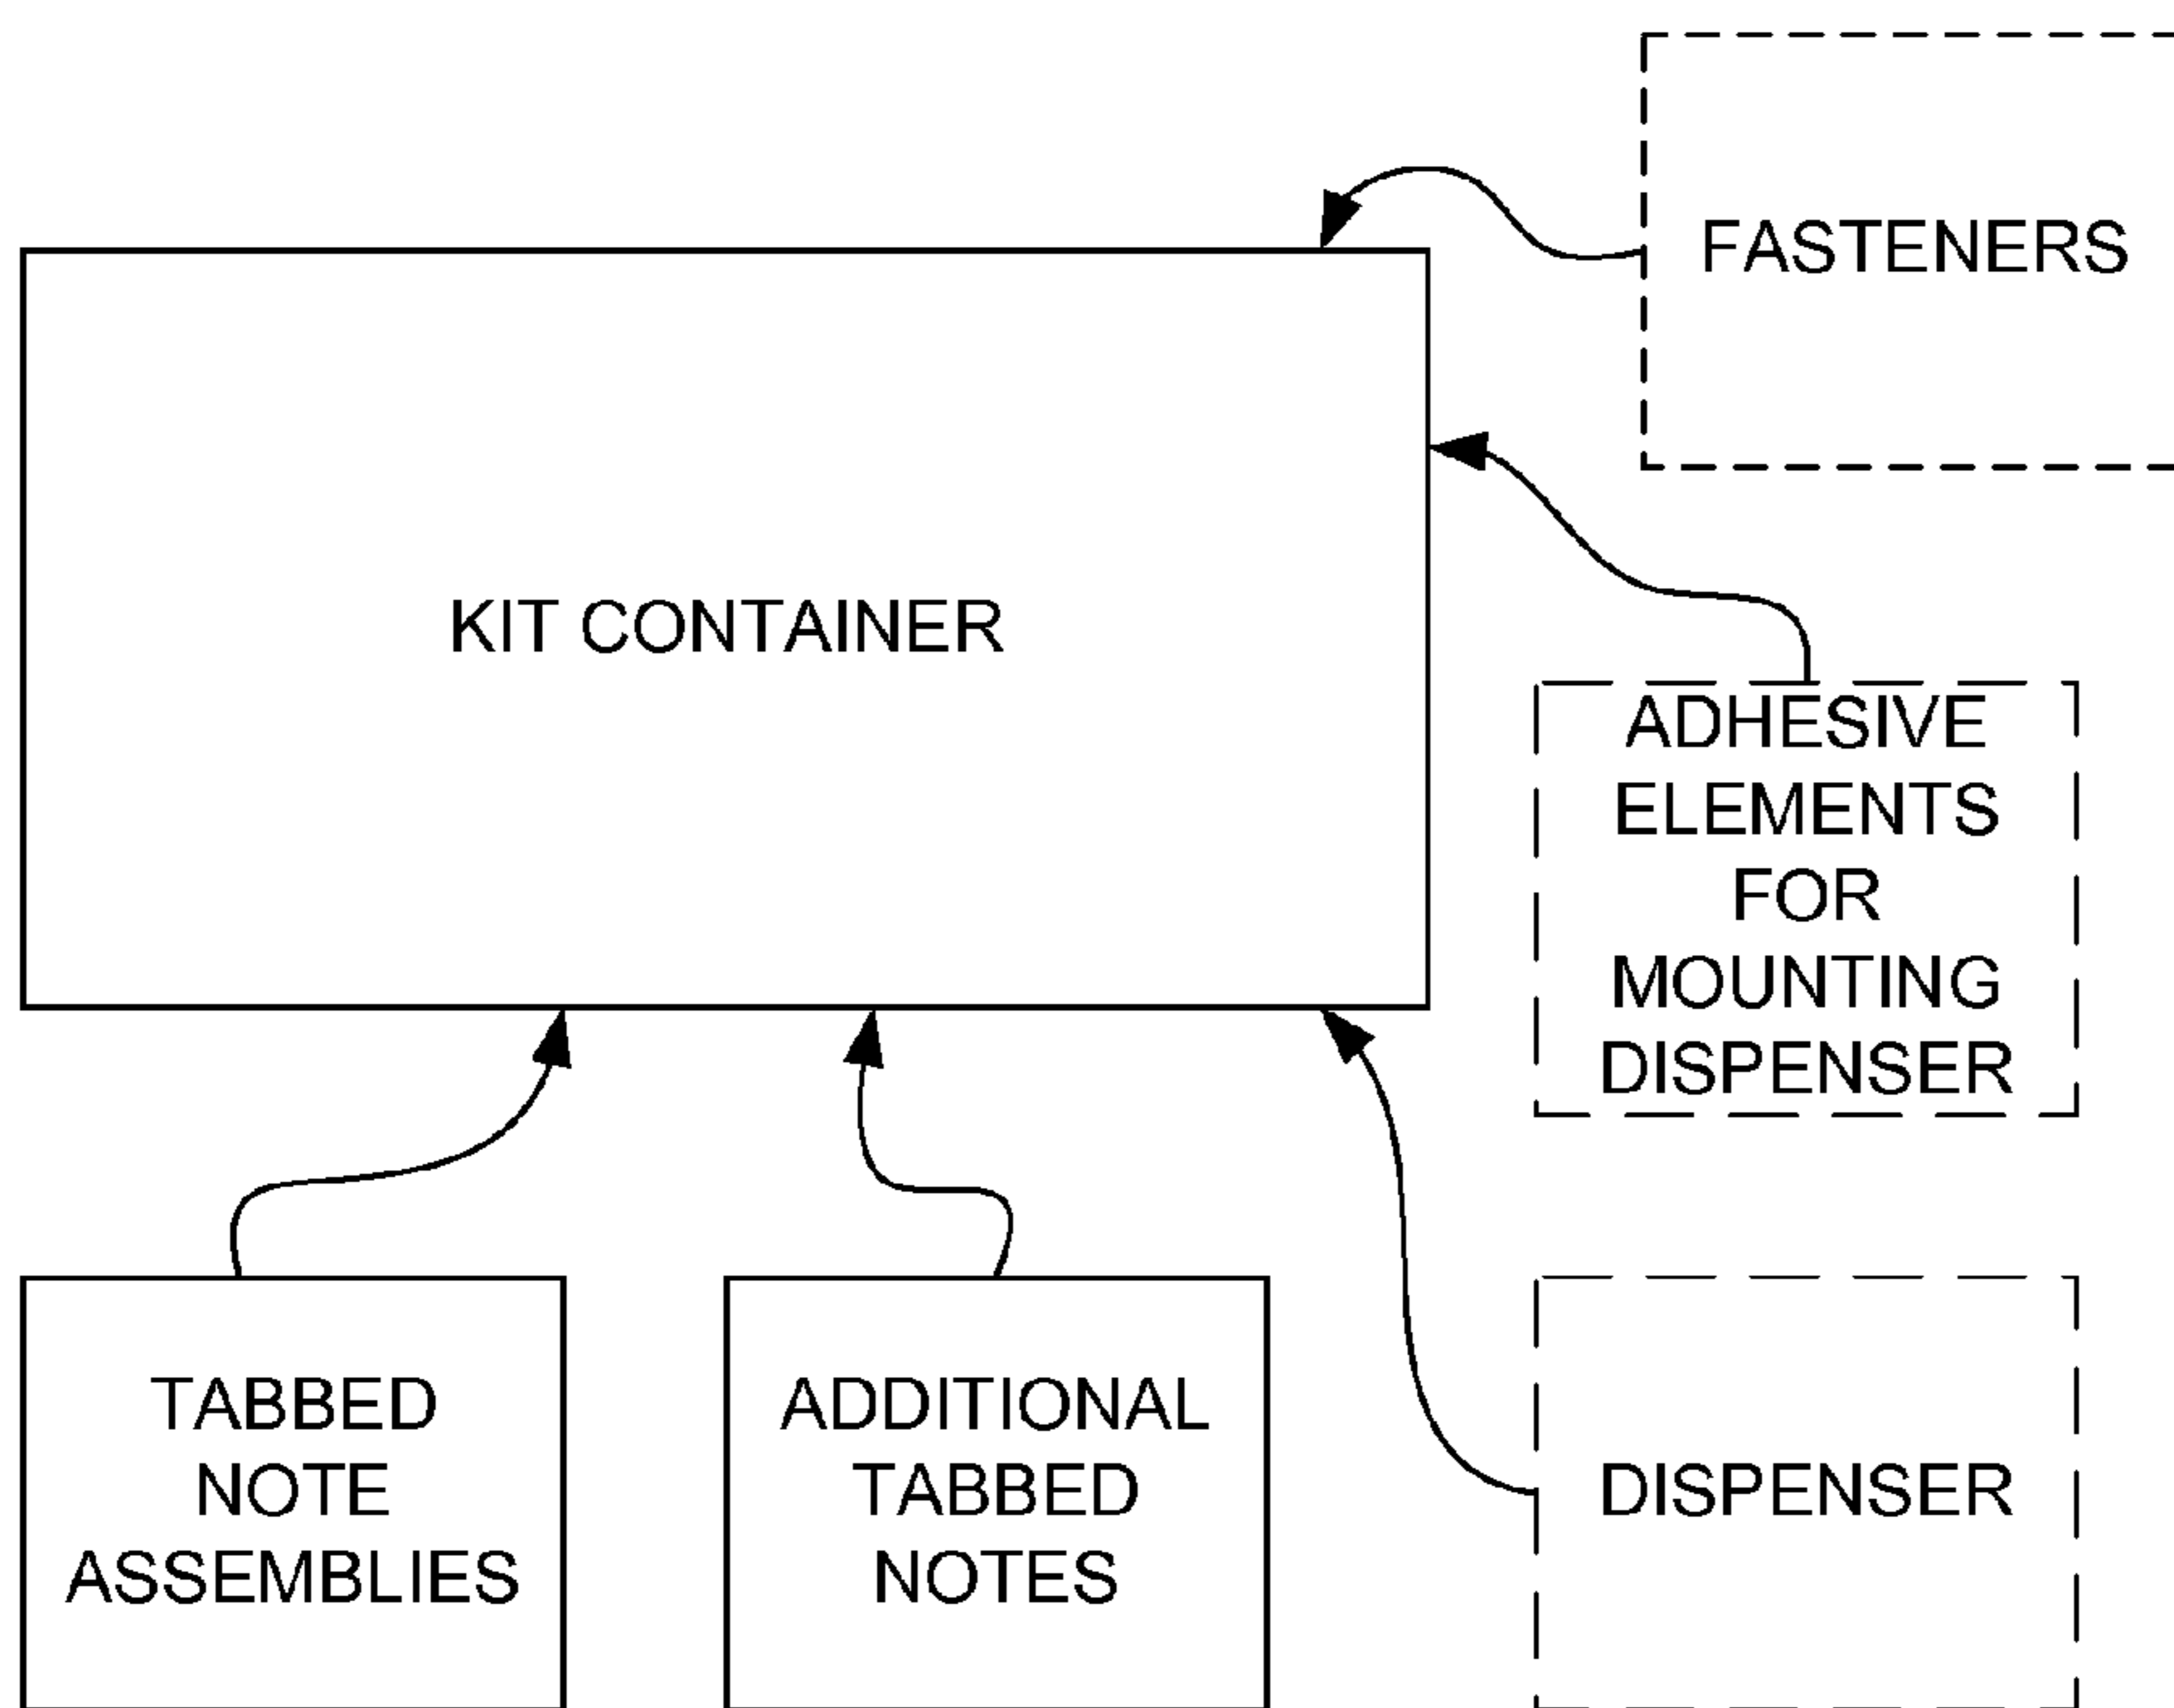 FASTENERS
KIT CONTAINER
ADHESIVE
ELEMENTS
FOR
MOUNTING
DISPENSER
TABBED
NOTE
ASSEMBLIES
ADDITIONAL
TABBED
NOTES
DISPENSER